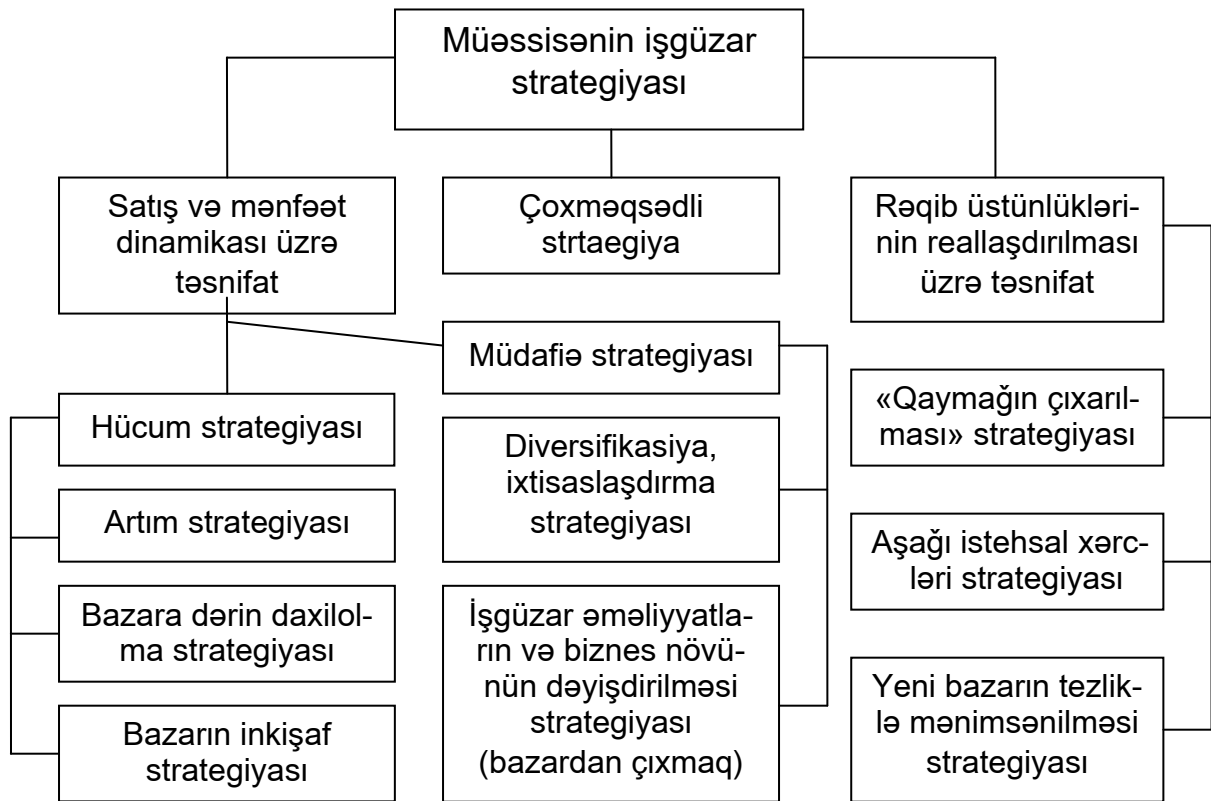 Müəssisənin işgüzar
strategiyası
Satış və mənfəət
dinamikası üzrə
təsnifat
Çoxməqsədli
strtaegiya
Rəqib üstünlükləri-
nin reallaşdırılması
üzrə təsnifat
Müdafiə strategiyası
Hücum strategiyası
«Qaymağın çıxarıl-
ması» strategiyası
Diversifikasiya,
ixtisaslaşdırma
strategiyası
Artım strategiyası
Aşağı istehsal xərc-
ləri strategiyası
Bazara dərin daxilol-
ma strategiyası
İşgüzar əməliyyatla-
rın və biznes növü-
nün dəyişdirilməsi
strategiyası
(bazardan çıxmaq)
Yeni bazarın tezlik-
lə mənimsənilməsi
strategiyası
Bazarın inkişaf
strategiyası